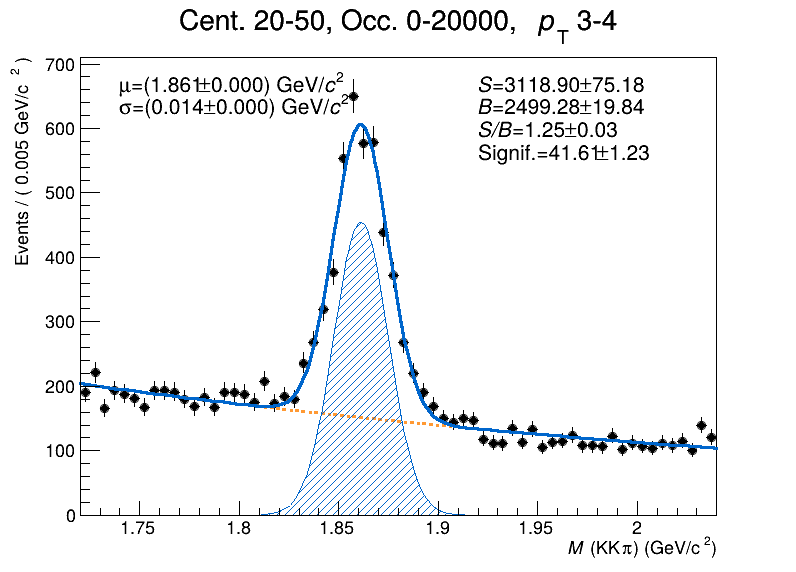 Cent. 20-50, Occ. 0-20000, pT 3-4
μ=(1.861±0.000) GeV/c²
σ=(0.014±0.000) GeV/c²
S=3118.90±75.18
B=2499.28±19.84
S/B=1.25±0.03
Signif.=41.61±1.23
Events / ( 0.005 GeV/c² )
700
600
500
400
300
200
100
0
1.75 1.8 1.85 1.9 1.95 2
M (KKπ) (GeV/c²)